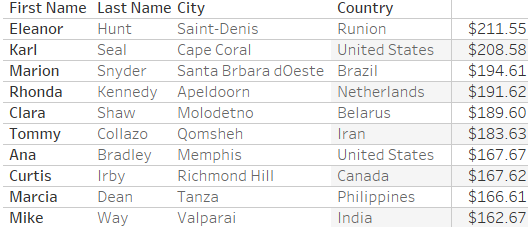 First Name Last Name City Country
Eleanor Hunt Saint-Denis Runion $211.55
Karl Seal Cape Coral United States $208.58
Marion Snyder Santa Brbara dOeste Brazil $194.61
Rhonda Kennedy Apeldoorn Netherlands $191.62
Clara Shaw Molodetno Belarus $189.60
Tommy Collazo Qomsheh Iran $183.63
Ana Bradley Memphis United States $167.67
Curtis Irby Richmond Hill Canada $167.62
Marcia Dean Tanza Philippines $166.61
Mike Way Valparai India $162.67